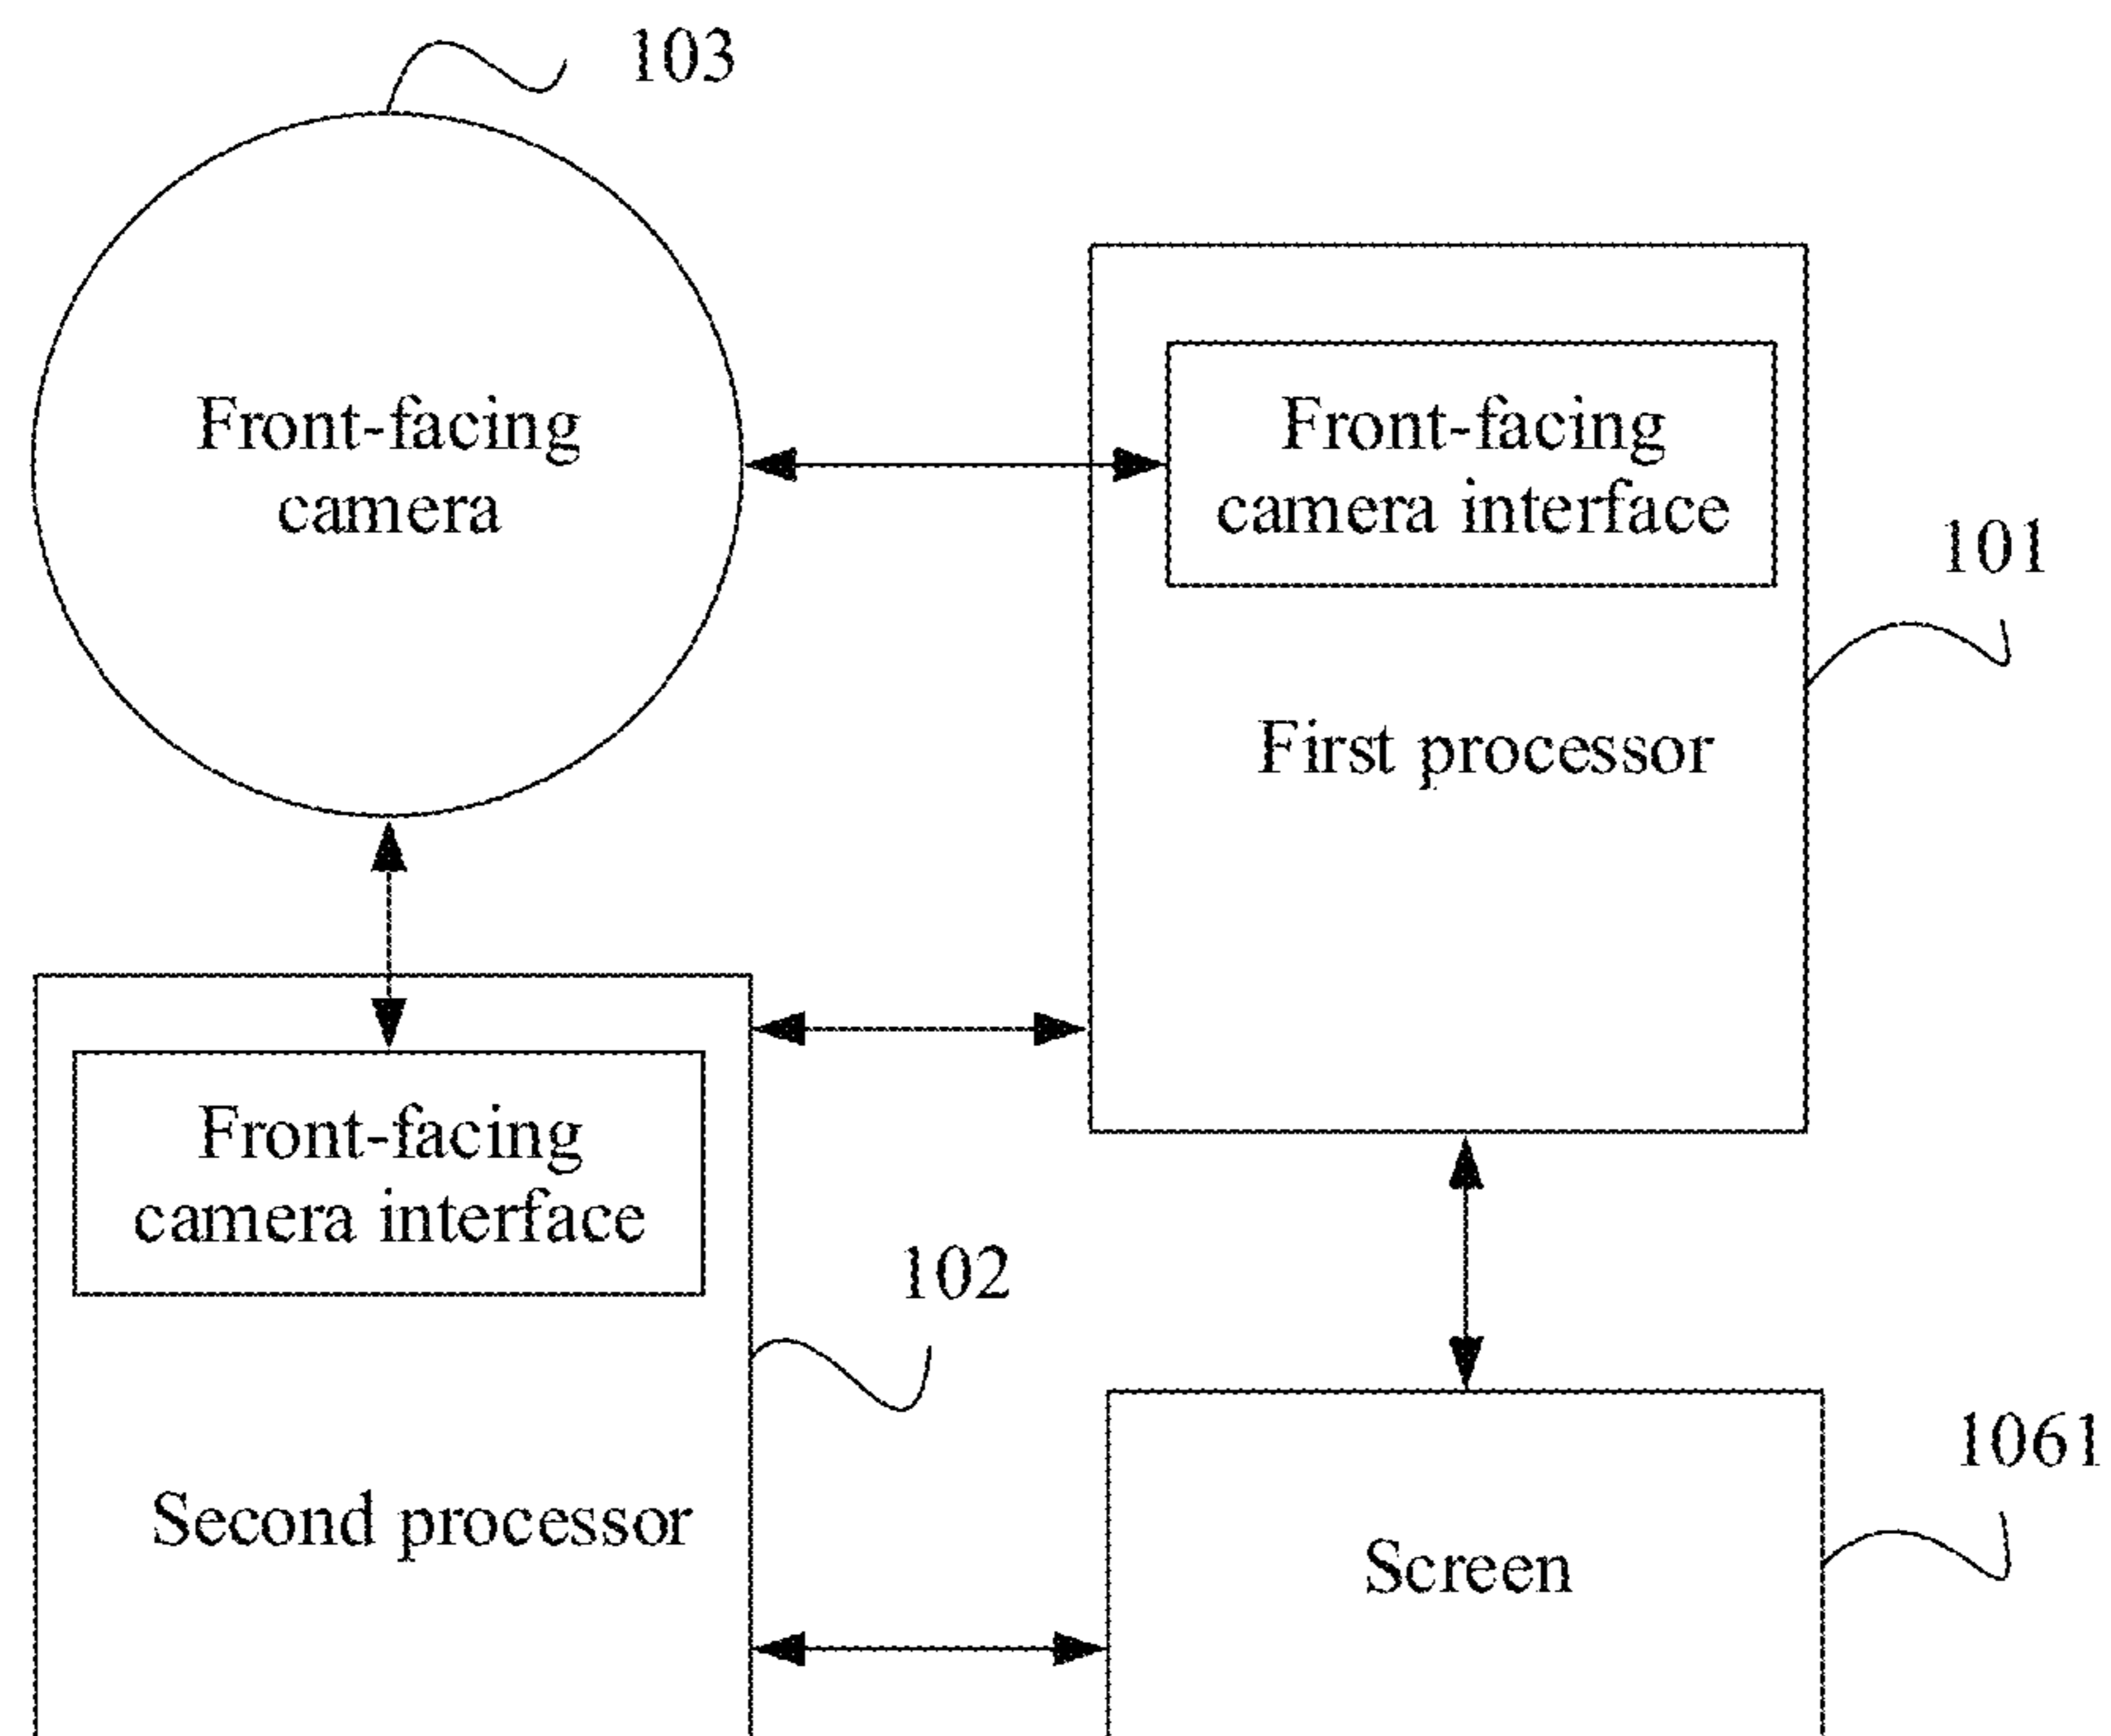 103
Front-facing
camera
Front-facing
camera interface
101
First processor
Front-facing
camera interface
102
Second processor
1061
Screen